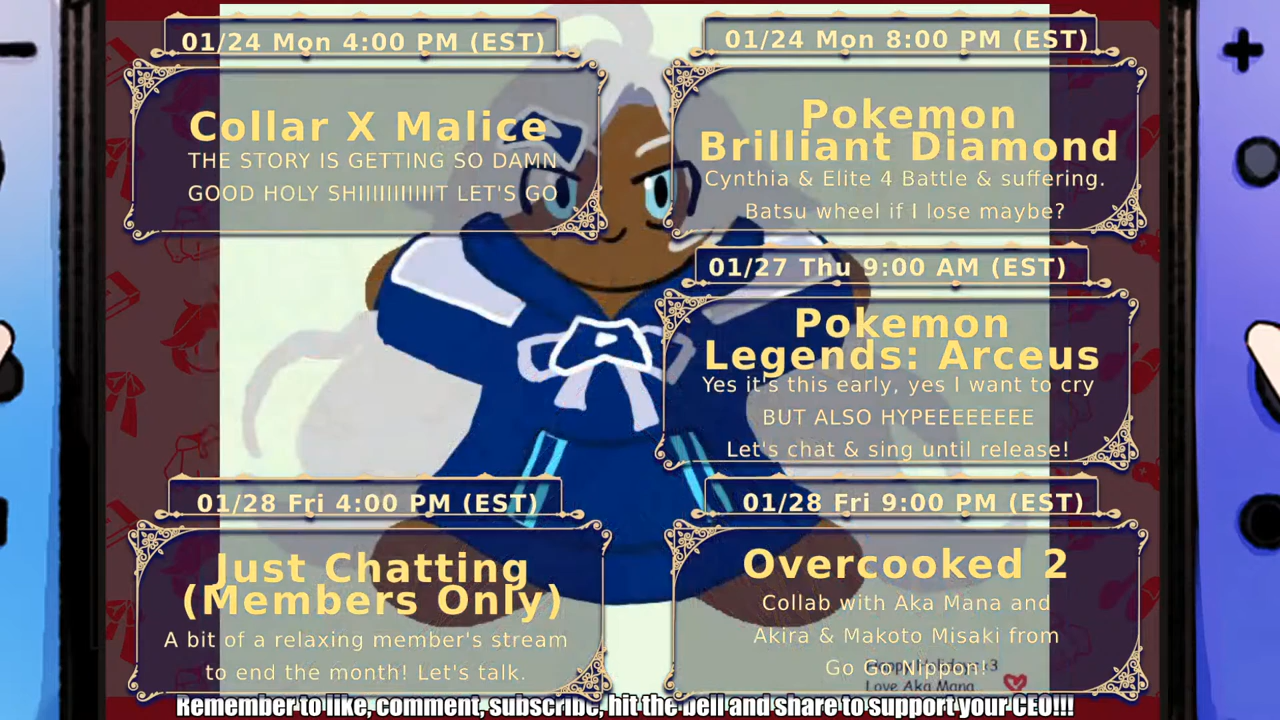 01/24 Mon 4:00 PM (EST)
Collar X Malice
THE STORY IS GETTING SO DAMN
GOOD HOLY SHIIIIIIIIIIIT LET'S GO
01/24 Mon 8:00 PM (EST)
Pokemon
Brilliant Diamond
Cynthia & Elite 4 Battle & suffering.
Batsu wheel if I lose maybe?
01/27 Thu 9:00 AM (EST)
Pokemon
Legends: Arceus
Yes it's this early, yes I want to cry
BUT ALSO HYPEEEEEEEE
Let's chat & sing until release!
01/28 Fri 4:00 PM (EST)
Just Chatting
(Members Only)
A bit of a relaxing member's stream
to end the month! Let's talk.
01/28 Fri 9:00 PM (EST)
Overcooked 2
Collab with Aka Mana and
Akira & Makoto Misaki from
Go Go Nippon!
Love Aka Mana
Remember to like, comment, subscribe, hit the bell and share to support your CEO!!!